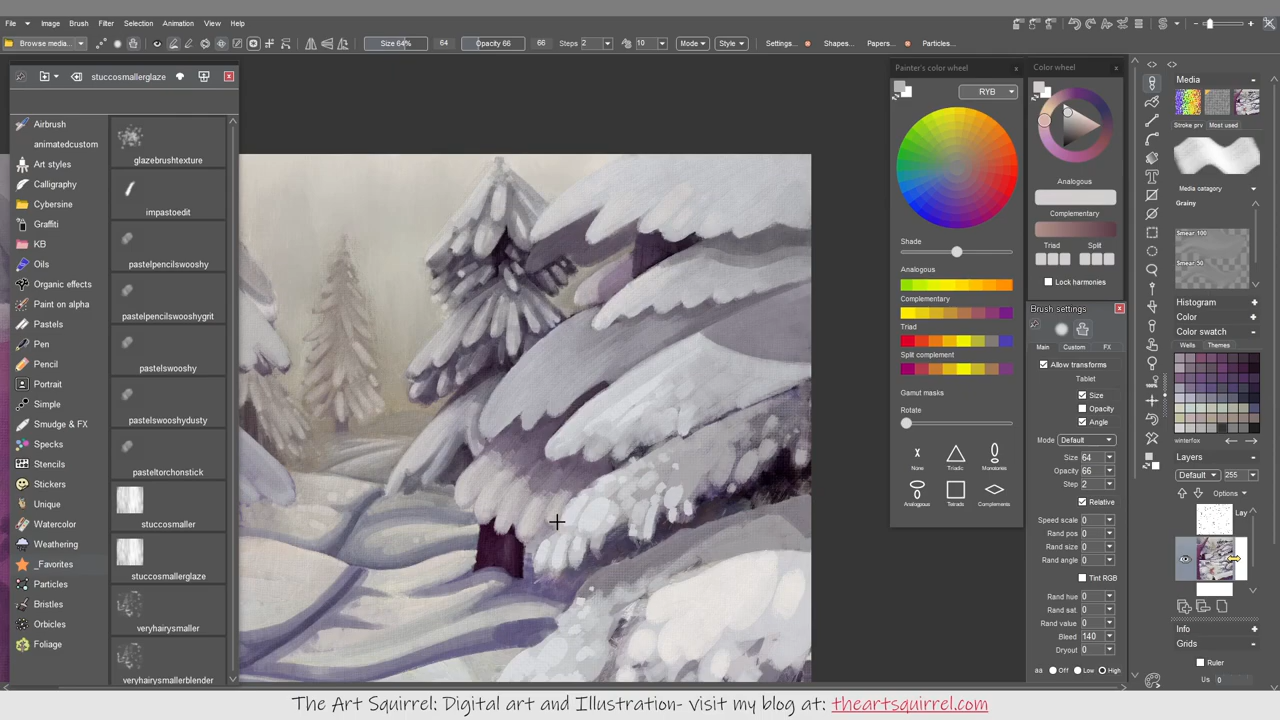 File Image Brush Filter Selection Animation View Help
Browse media... Size 64% 64 Opacity 66 66 Steps 2 10 Mode Style Settings... Shapes... Papers... Particles...
stuccosmallerglaze
Airbrush
animatedcustom
Art styles
Calligraphy
Cybersine
Graffiti
KB
Oils
Organic effects
Paint on alpha
Pastels
Pen
Pencil
Portrait
Simple
Smudge & FX
Specks
Stencils
Stickers
Unique
Watercolor
Weathering
_Favorites
Particles
Bristles
Orbicles
Foliage
glazebrushtexture
impastoedit
pastelpencilswooshy
pastelpencilswooshygrit
pastelswooshy
pastelswooshydusty
pasteltorchonstick
stuccosmaller
stuccosmallerglaze
veryhairysmaller
veryhairysmallerblender
Painter's color wheel x
RYB
Shade
Analogous
Complementary
Triad
Split complement
Gamut masks
Rotate
None Triadic Monotones
Analogous Tetrads Complements
Color wheel x
Analogous
Complementary
Triad Split
Lock harmonies
Brush settings
Main Custom FX
Allow transforms
Tablet
Size
Opacity
Angle
Mode Default
Size 64
Opacity 66
Step 2
Relative
Speed scale 0
Rand pos 0
Rand size 0
Rand angle 0
Tint RGB
Rand hue 0
Rand sat. 0
Rand value 0
Bleed 140
Dryout 0
aa Off Low High
Media
Stroke prv Most used
Media catagory
Grainy
Smear 100
Smear 50
Histogram
Color
Color swatch
Wells Themes
winterfox
Layers
Default 255
Options
Lay
Info
Grids
Ruler
Us 0
The Art Squirrel: Digital art and Illustration- visit my blog at: theartsquirrel.com